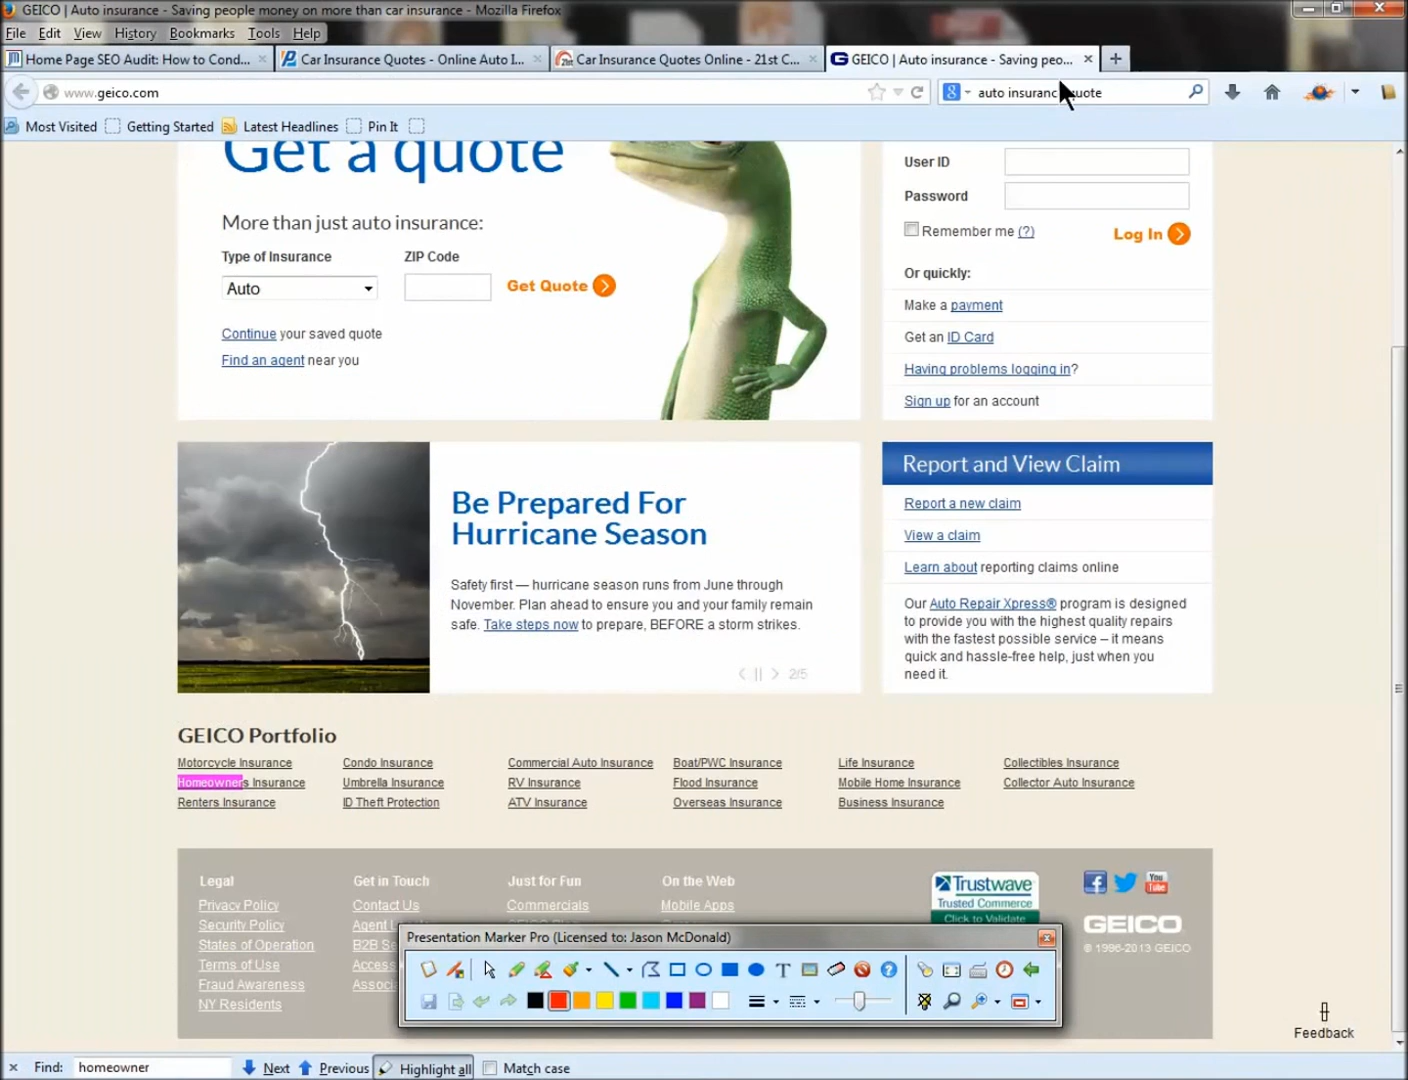 GEICO | Auto insurance - Saving people money on more than car insurance - Mozilla Firefox
File Edit View History Bookmarks Tools Help
Home Page SEO Audit: How to Cond... Car Insurance Quotes - Online Auto I... Car Insurance Quotes Online - 21st C... GEICO | Auto insurance - Saving peo...
www.geico.com auto insuranc quote
Most Visited Getting Started Latest Headlines Pin It
Get a quote
More than just auto insurance:
Type of Insurance ZIP Code
Auto Get Quote
Continue your saved quote
Find an agent near you
User ID
Password
Remember me (?) Log In
Or quickly:
Make a payment
Get an ID Card
Having problems logging in?
Sign up for an account
Be Prepared For
Hurricane Season
Safety first — hurricane season runs from June through
November. Plan ahead to ensure you and your family remain
safe. Take steps now to prepare, BEFORE a storm strikes.
2/5
Report and View Claim
Report a new claim
View a claim
Learn about reporting claims online
Our Auto Repair Xpress® program is designed
to provide you with the highest quality repairs
with the fastest possible service – it means
quick and hassle-free help, just when you
need it.
GEICO Portfolio
Motorcycle Insurance Condo Insurance Commercial Auto Insurance Boat/PWC Insurance Life Insurance Collectibles Insurance
Homeowners Insurance Umbrella Insurance RV Insurance Flood Insurance Mobile Home Insurance Collector Auto Insurance
Renters Insurance ID Theft Protection ATV Insurance Overseas Insurance Business Insurance
Legal Get in Touch Just for Fun On the Web
Privacy Policy Contact Us Commercials Mobile Apps
Security Policy Agent
States of Operation B2B Se
Terms of Use Access
Fraud Awareness Associ
NY Residents
Trustwave
Trusted Commerce
Click to Validate
You
Tube
GEICO
© 1996-2013 GEICO
Presentation Marker Pro (Licensed to: Jason McDonald)
Feedback
Find: homeowner Next Previous Highlight all Match case